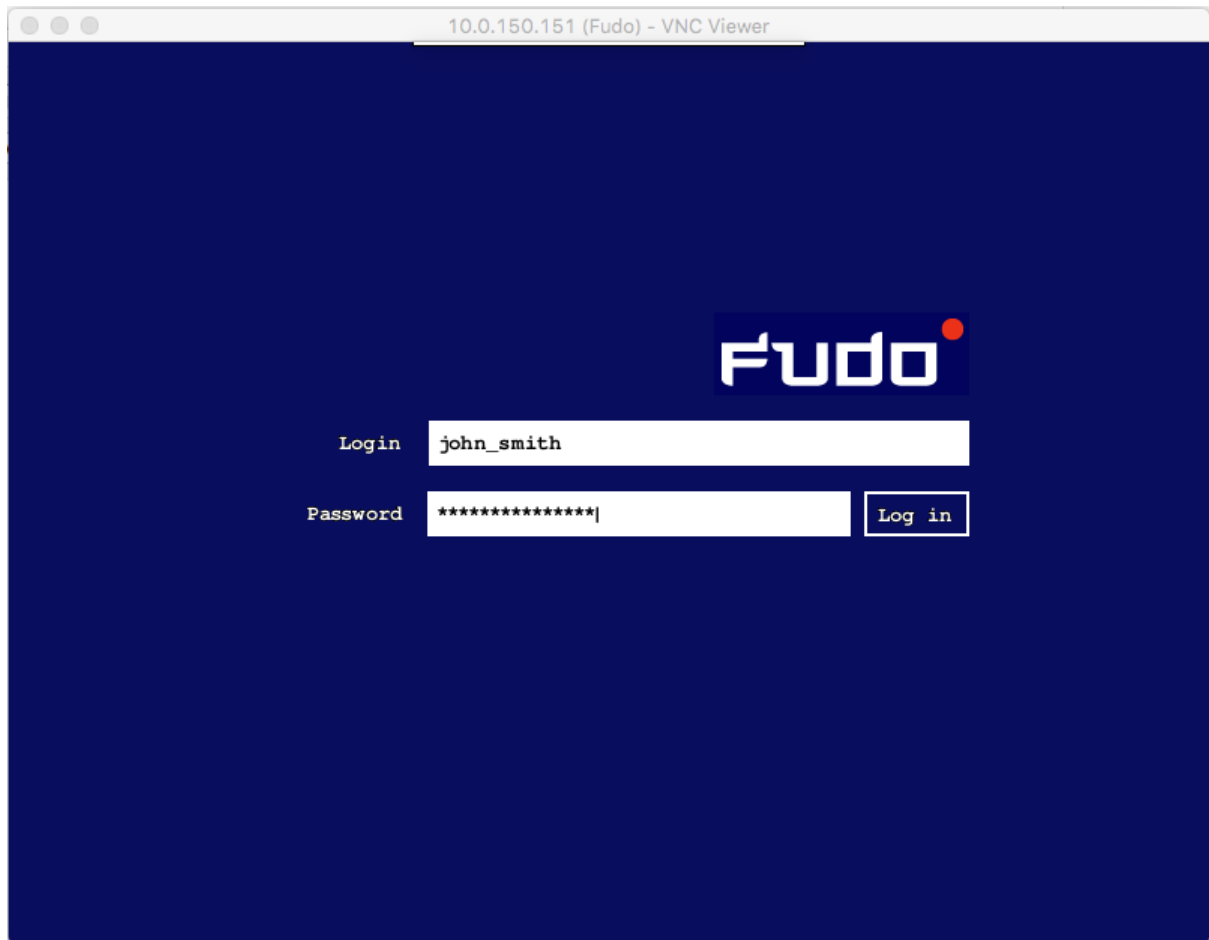 10.0.150.151 (Fudo) - VNC Viewer
Fudo
Login john_smith
Password ***************| Log in